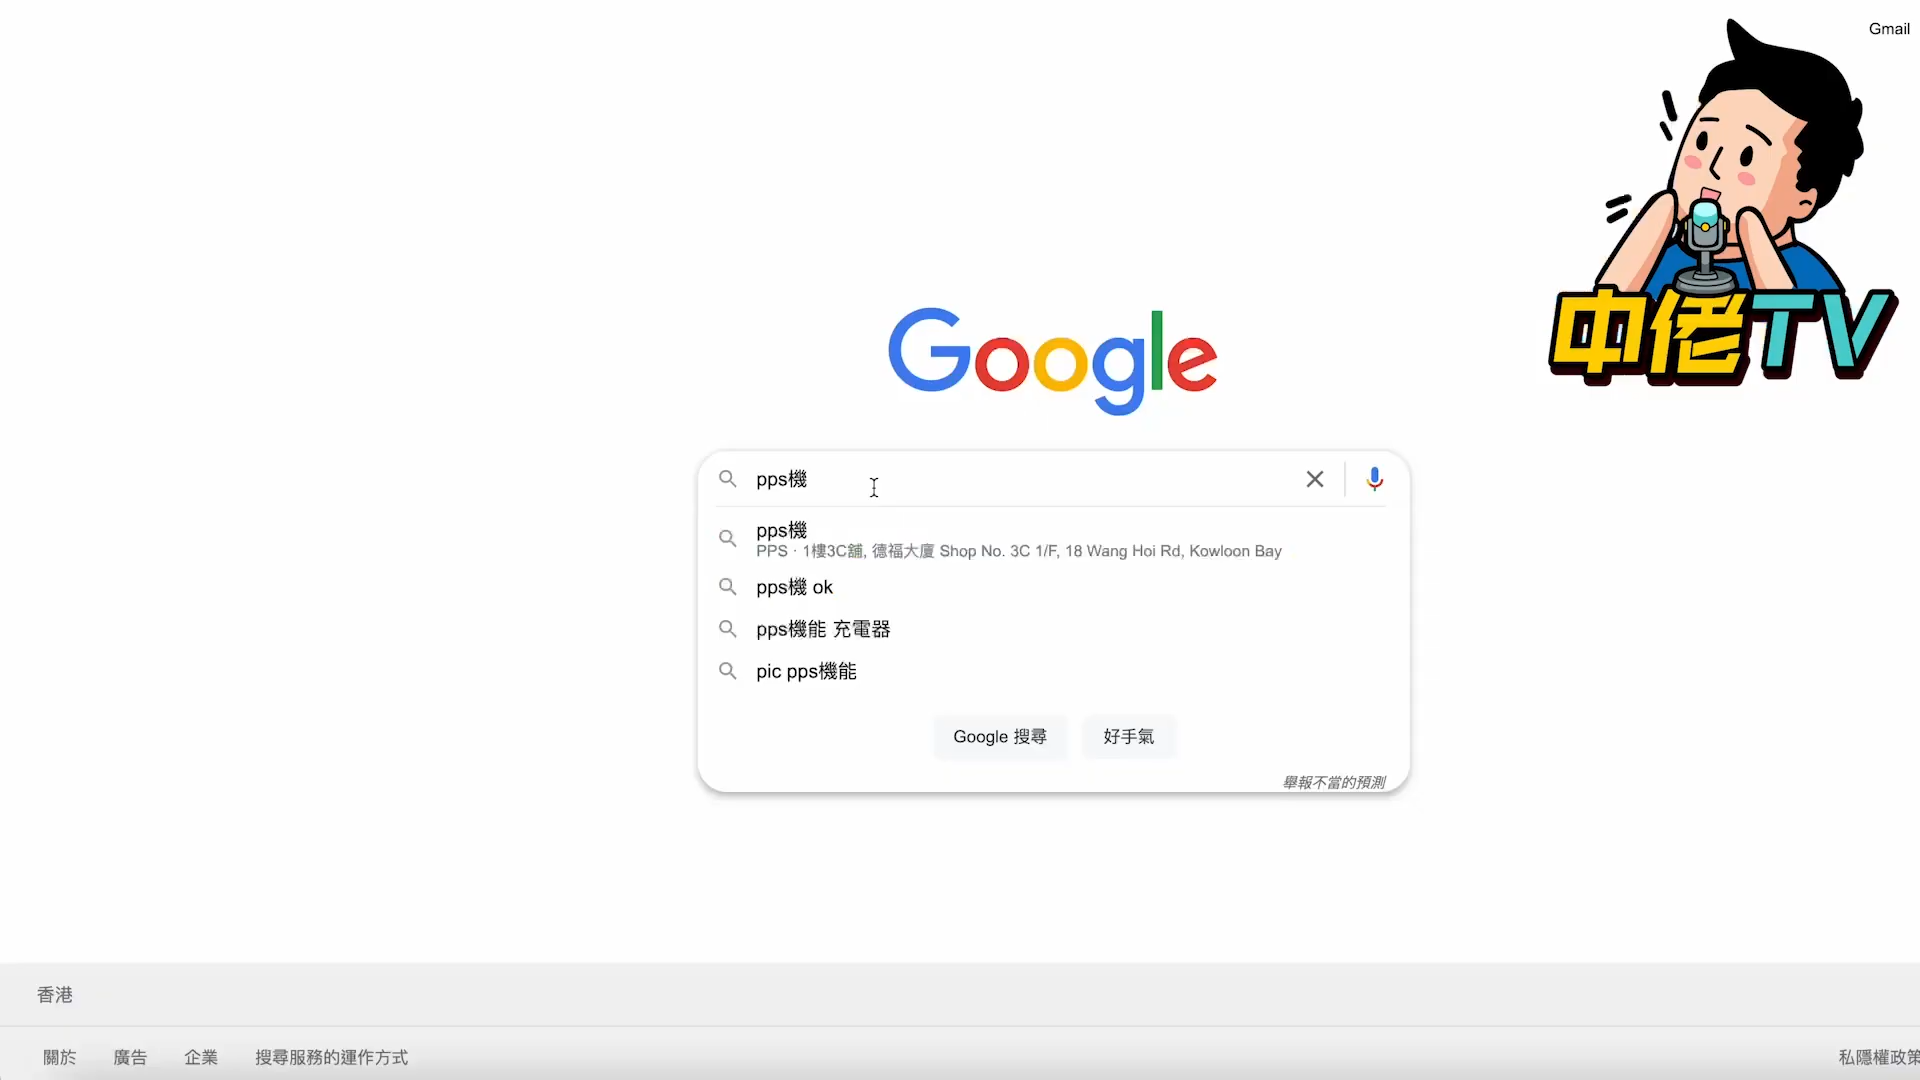 Gmail
中佬TV
Google
pps機
pps機
PPS · 1樓3C舖, 德福大廈 Shop No. 3C 1/F, 18 Wang Hoi Rd, Kowloon Bay
pps機 ok
pps機能 充電器
pic pps機能
Google 搜尋
好手氣
舉報不當的預測
香港
關於 廣告 企業 搜尋服務的運作方式 私隱權政策